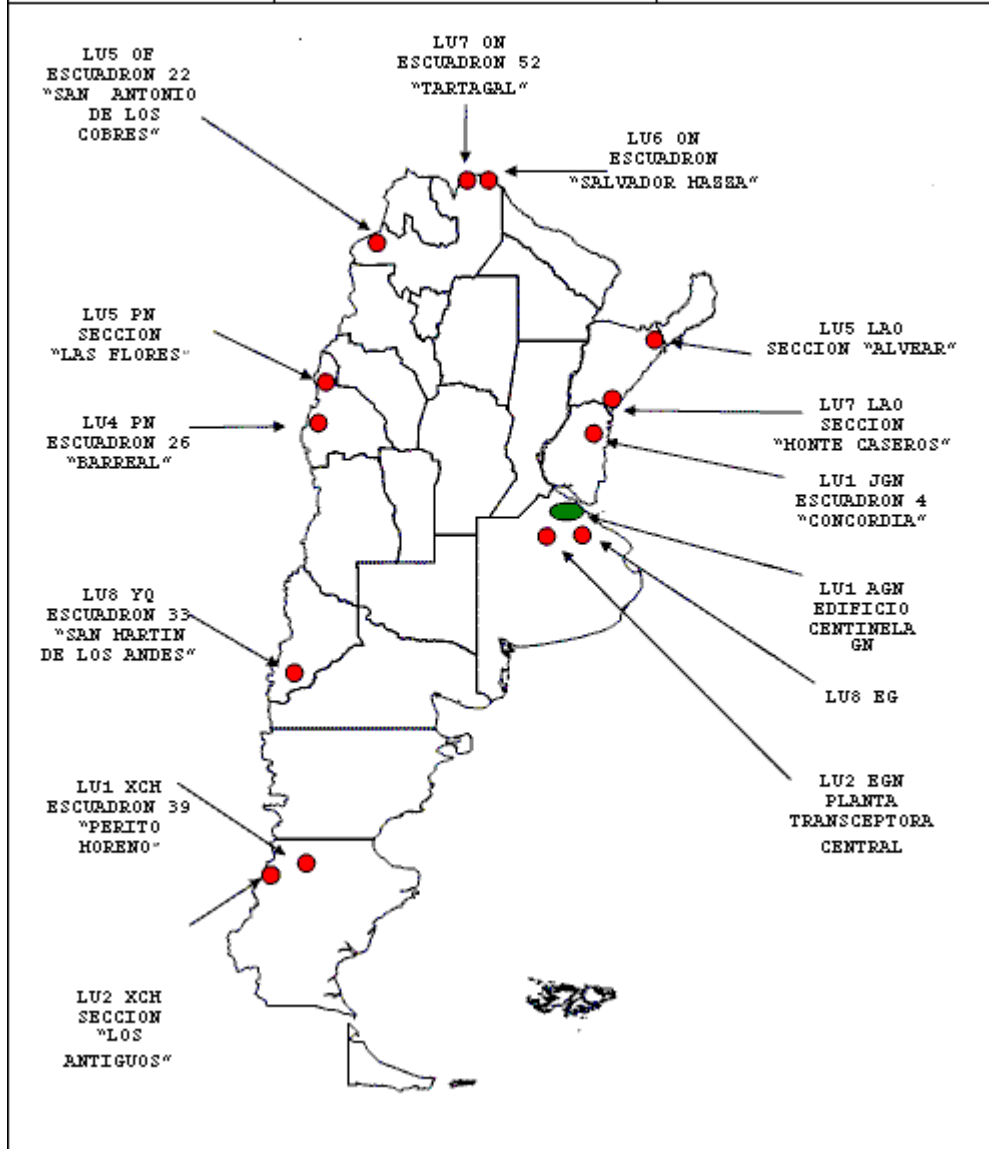 LU5 OF
ESCUADRON 22
"SAN ANTONIO
DE LOS
COBRES"
LU7 ON
ESCUADRON 52
"TARTAGAL"
LU6 ON
ESCUADRON
"SALVADOR MAZZA"
LU5 PN
SECCION
"LAS FLORES"
LU4 PN
ESCUADRON 26
"BARREAL"
LU8 YQ
ESCUADRON 33
"SAN MARTIN
DE LOS ANDES"
LU1 XCH
ESCUADRON 39
"PERITO
MORENO"
LU2 XCH
SECCION
"LOS
ANTIGUOS"
LU5 LAO
SECCION "ALVEAR"
LU7 LAO
SECCION
"MONTE CASEROS"
LU1 JGN
ESCUADRON 4
"CONCORDIA"
LU1 AGN
EDIFICIO
CENTINELA
GN
LU8 EG
LU2 EGN
PLANTA
TRANSCEPTORA
CENTRAL